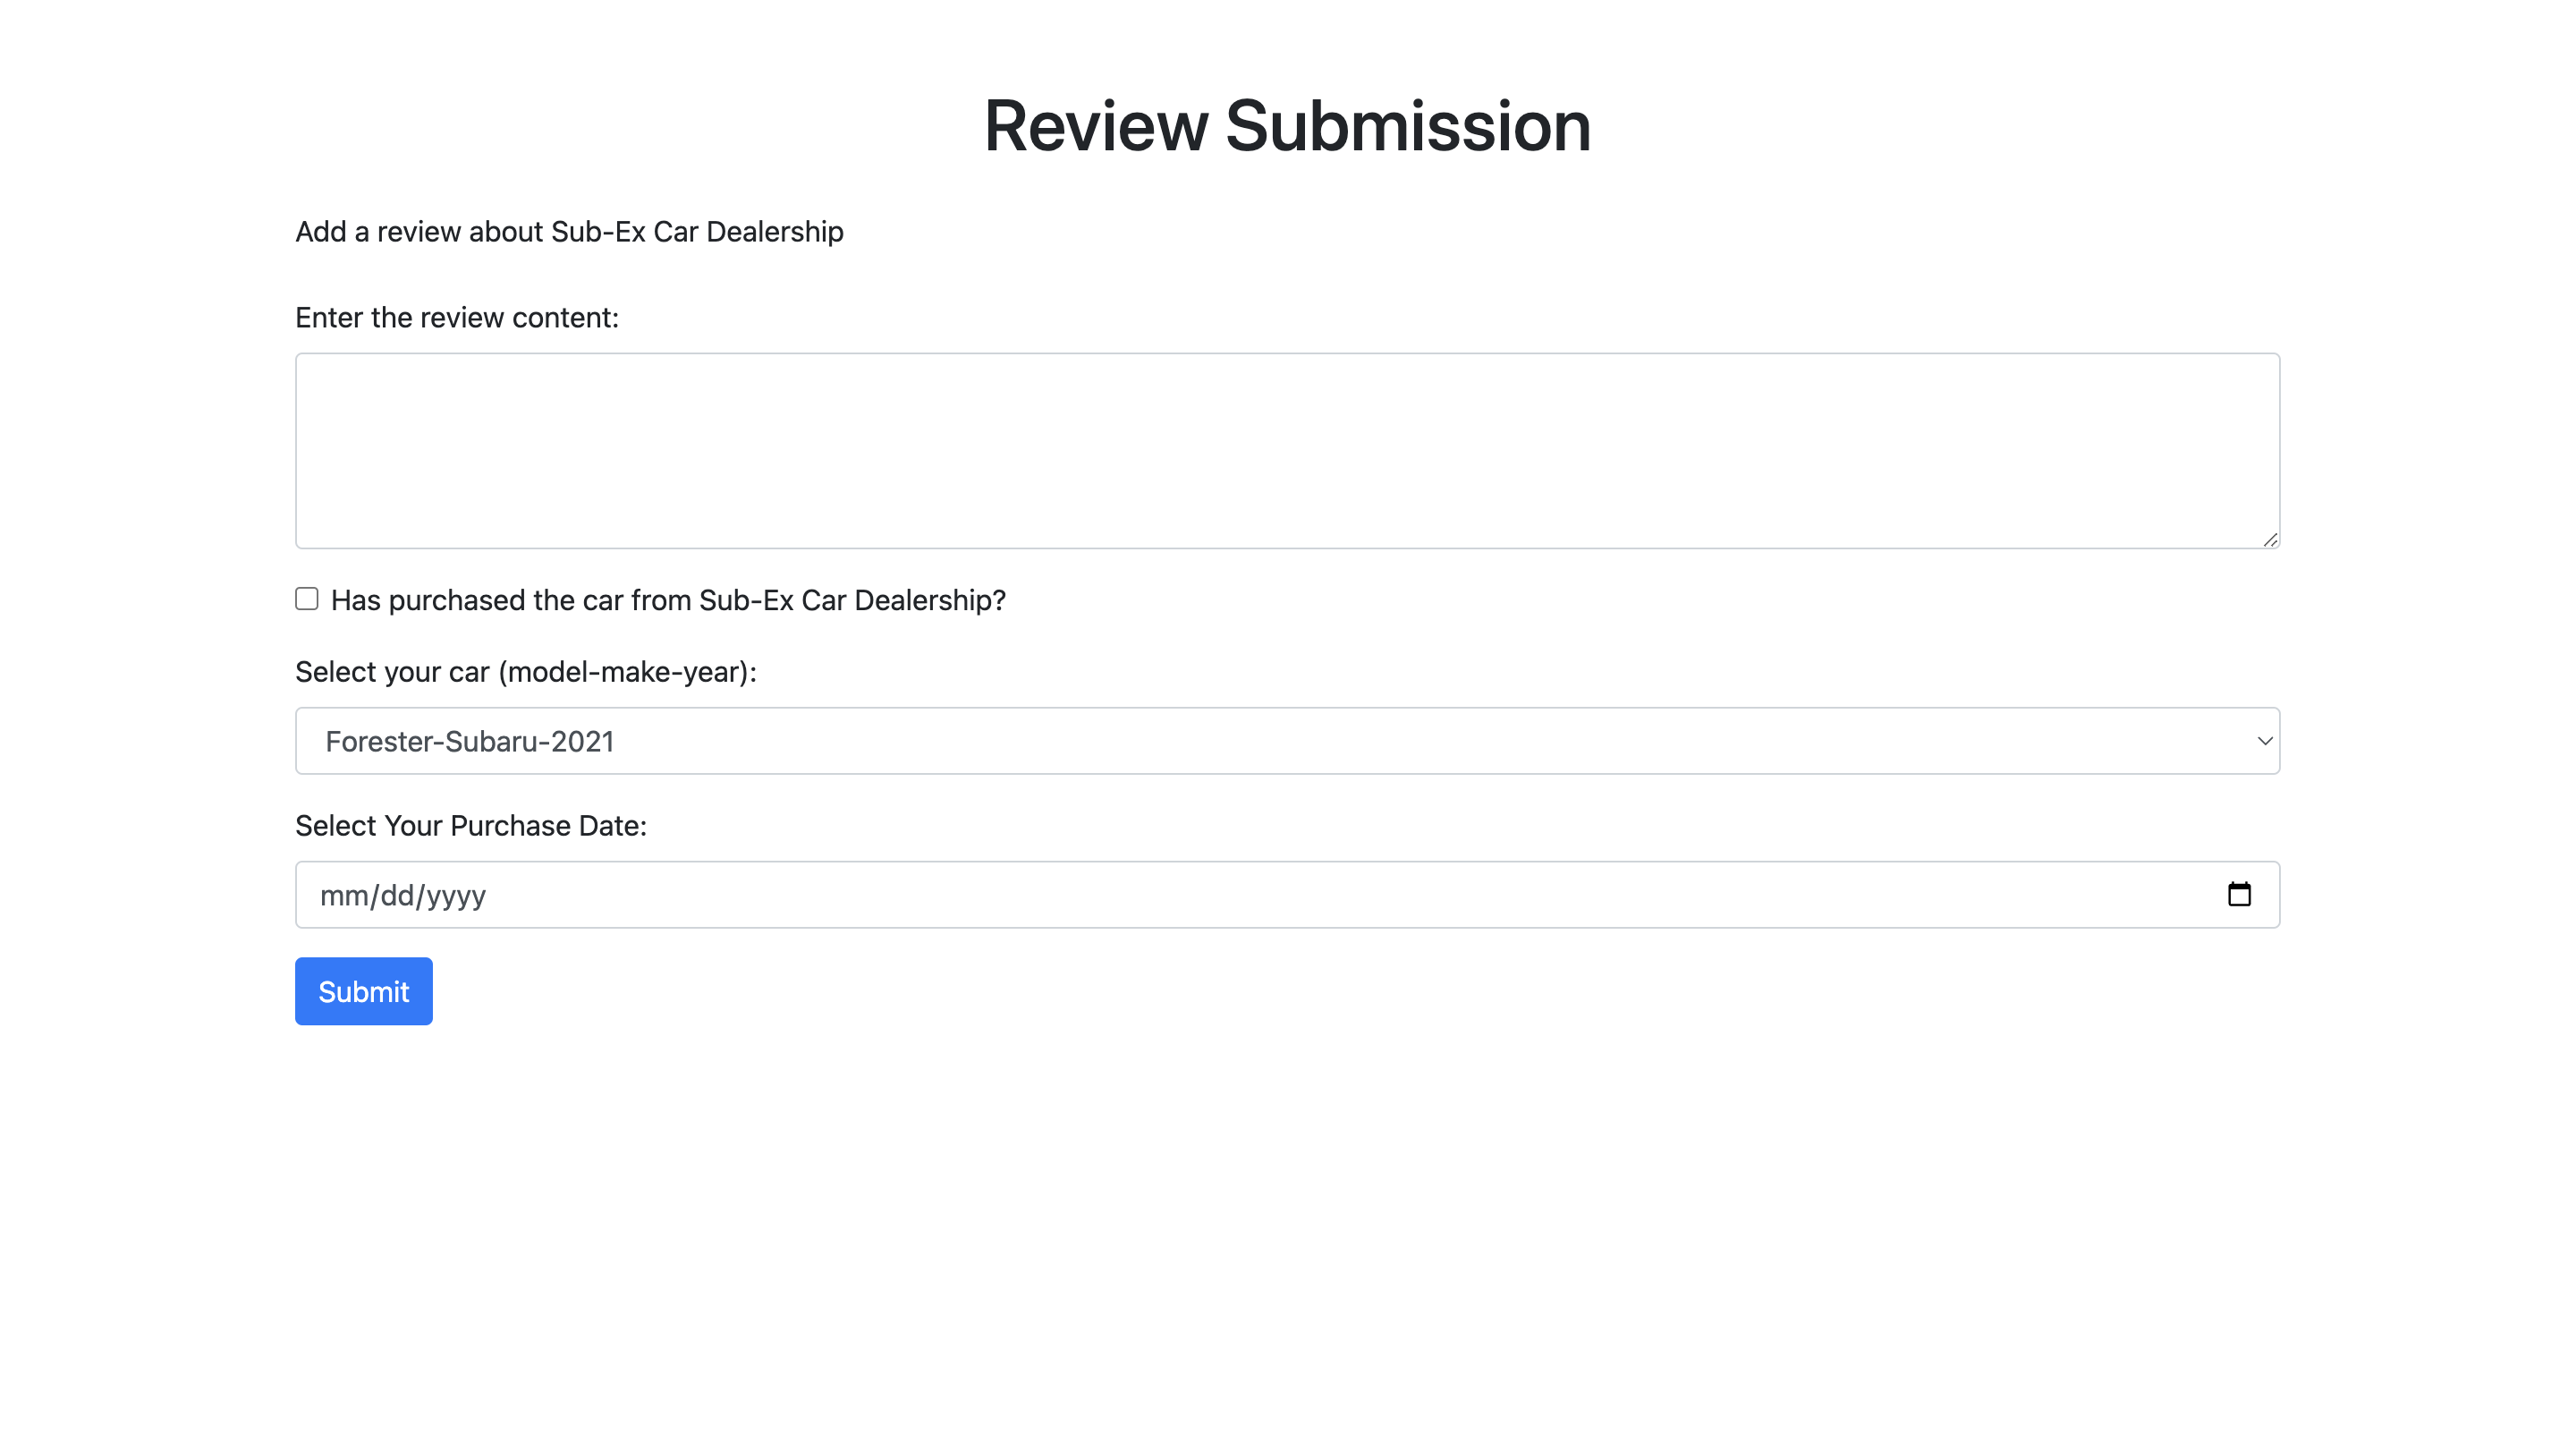 Review Submission
Add a review about Sub-Ex Car Dealership
Enter the review content:
Has purchased the car from Sub-Ex Car Dealership?
Select your car (model-make-year):
Forester-Subaru-2021
Select Your Purchase Date:
mm/dd/yyyy
Submit